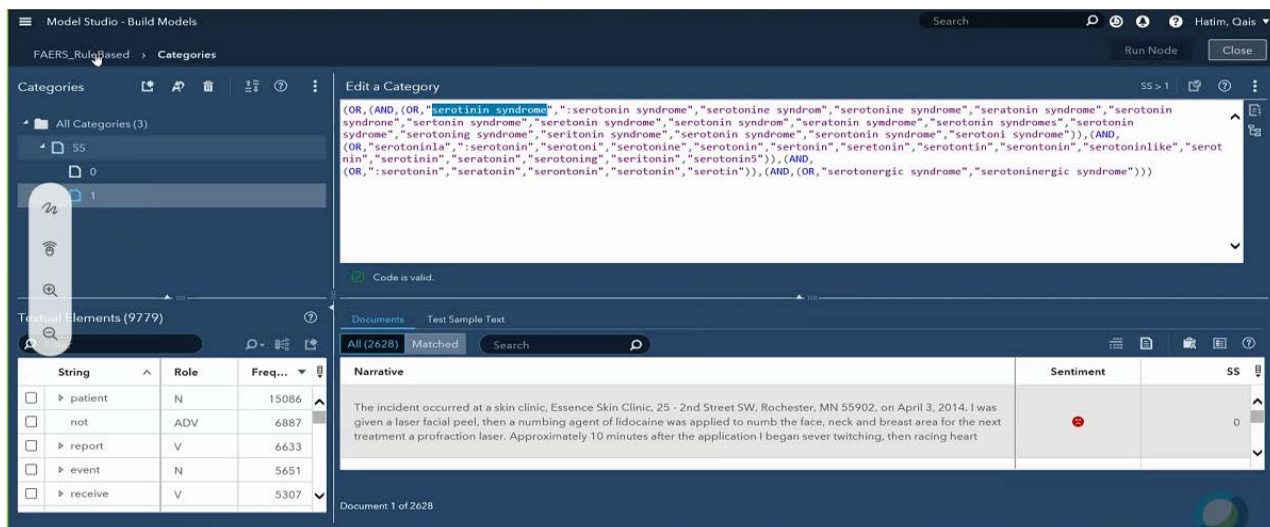 Model Studio - Build Models
Search
Hatim, Qais
FAERS_RuleBased › Categories
Run Node
Close
Categories
All Categories (3)
SS
0
1
Edit a Category
SS > 1
(OR,(AND,(OR,"serotinin syndrome",":serotonin syndrome","serotonine syndrom","serotonine syndrome","seratonin syndrome","serotonin
syndrone","sertonin syndrome","seretonin syndrome","serotonin syndrom","seratonin symdrome","serotonin syndromes","serotonin
sydrome","serotoning syndrome","seritonin syndrome","serotonin syndrome","serontonin syndrome","serotoni syndrome")),(AND,
(OR,"serotoninla",":serotonin","serotoni","serotonine","serotonin","sertonin","seretonin","serotontin","serontonin","serotoninlike","serot
nin","serotinin","seratonin","serotoning","seritonin","serotonin5")),(AND,
(OR,":serotonin","seratonin","serontonin","serotonin","serotin")),(AND,(OR,"serotonergic syndrome","serotoninergic syndrome")))
Code is valid.
Textual Elements (9779)
String Role Freq...
patient N 15086
not ADV 6887
report V 6633
event N 5651
receive V 5307
Documents Test Sample Text
All (2628) Matched Search
Narrative Sentiment SS
The incident occurred at a skin clinic, Essence Skin Clinic, 25 - 2nd Street SW, Rochester, MN 55902, on April 3, 2014. I was
given a laser facial peel, then a numbing agent of lidocaine was applied to numb the face, neck and breast area for the next
treatment a profraction laser. Approximately 10 minutes after the application I began sever twitching, then racing heart
0
Document 1 of 2628